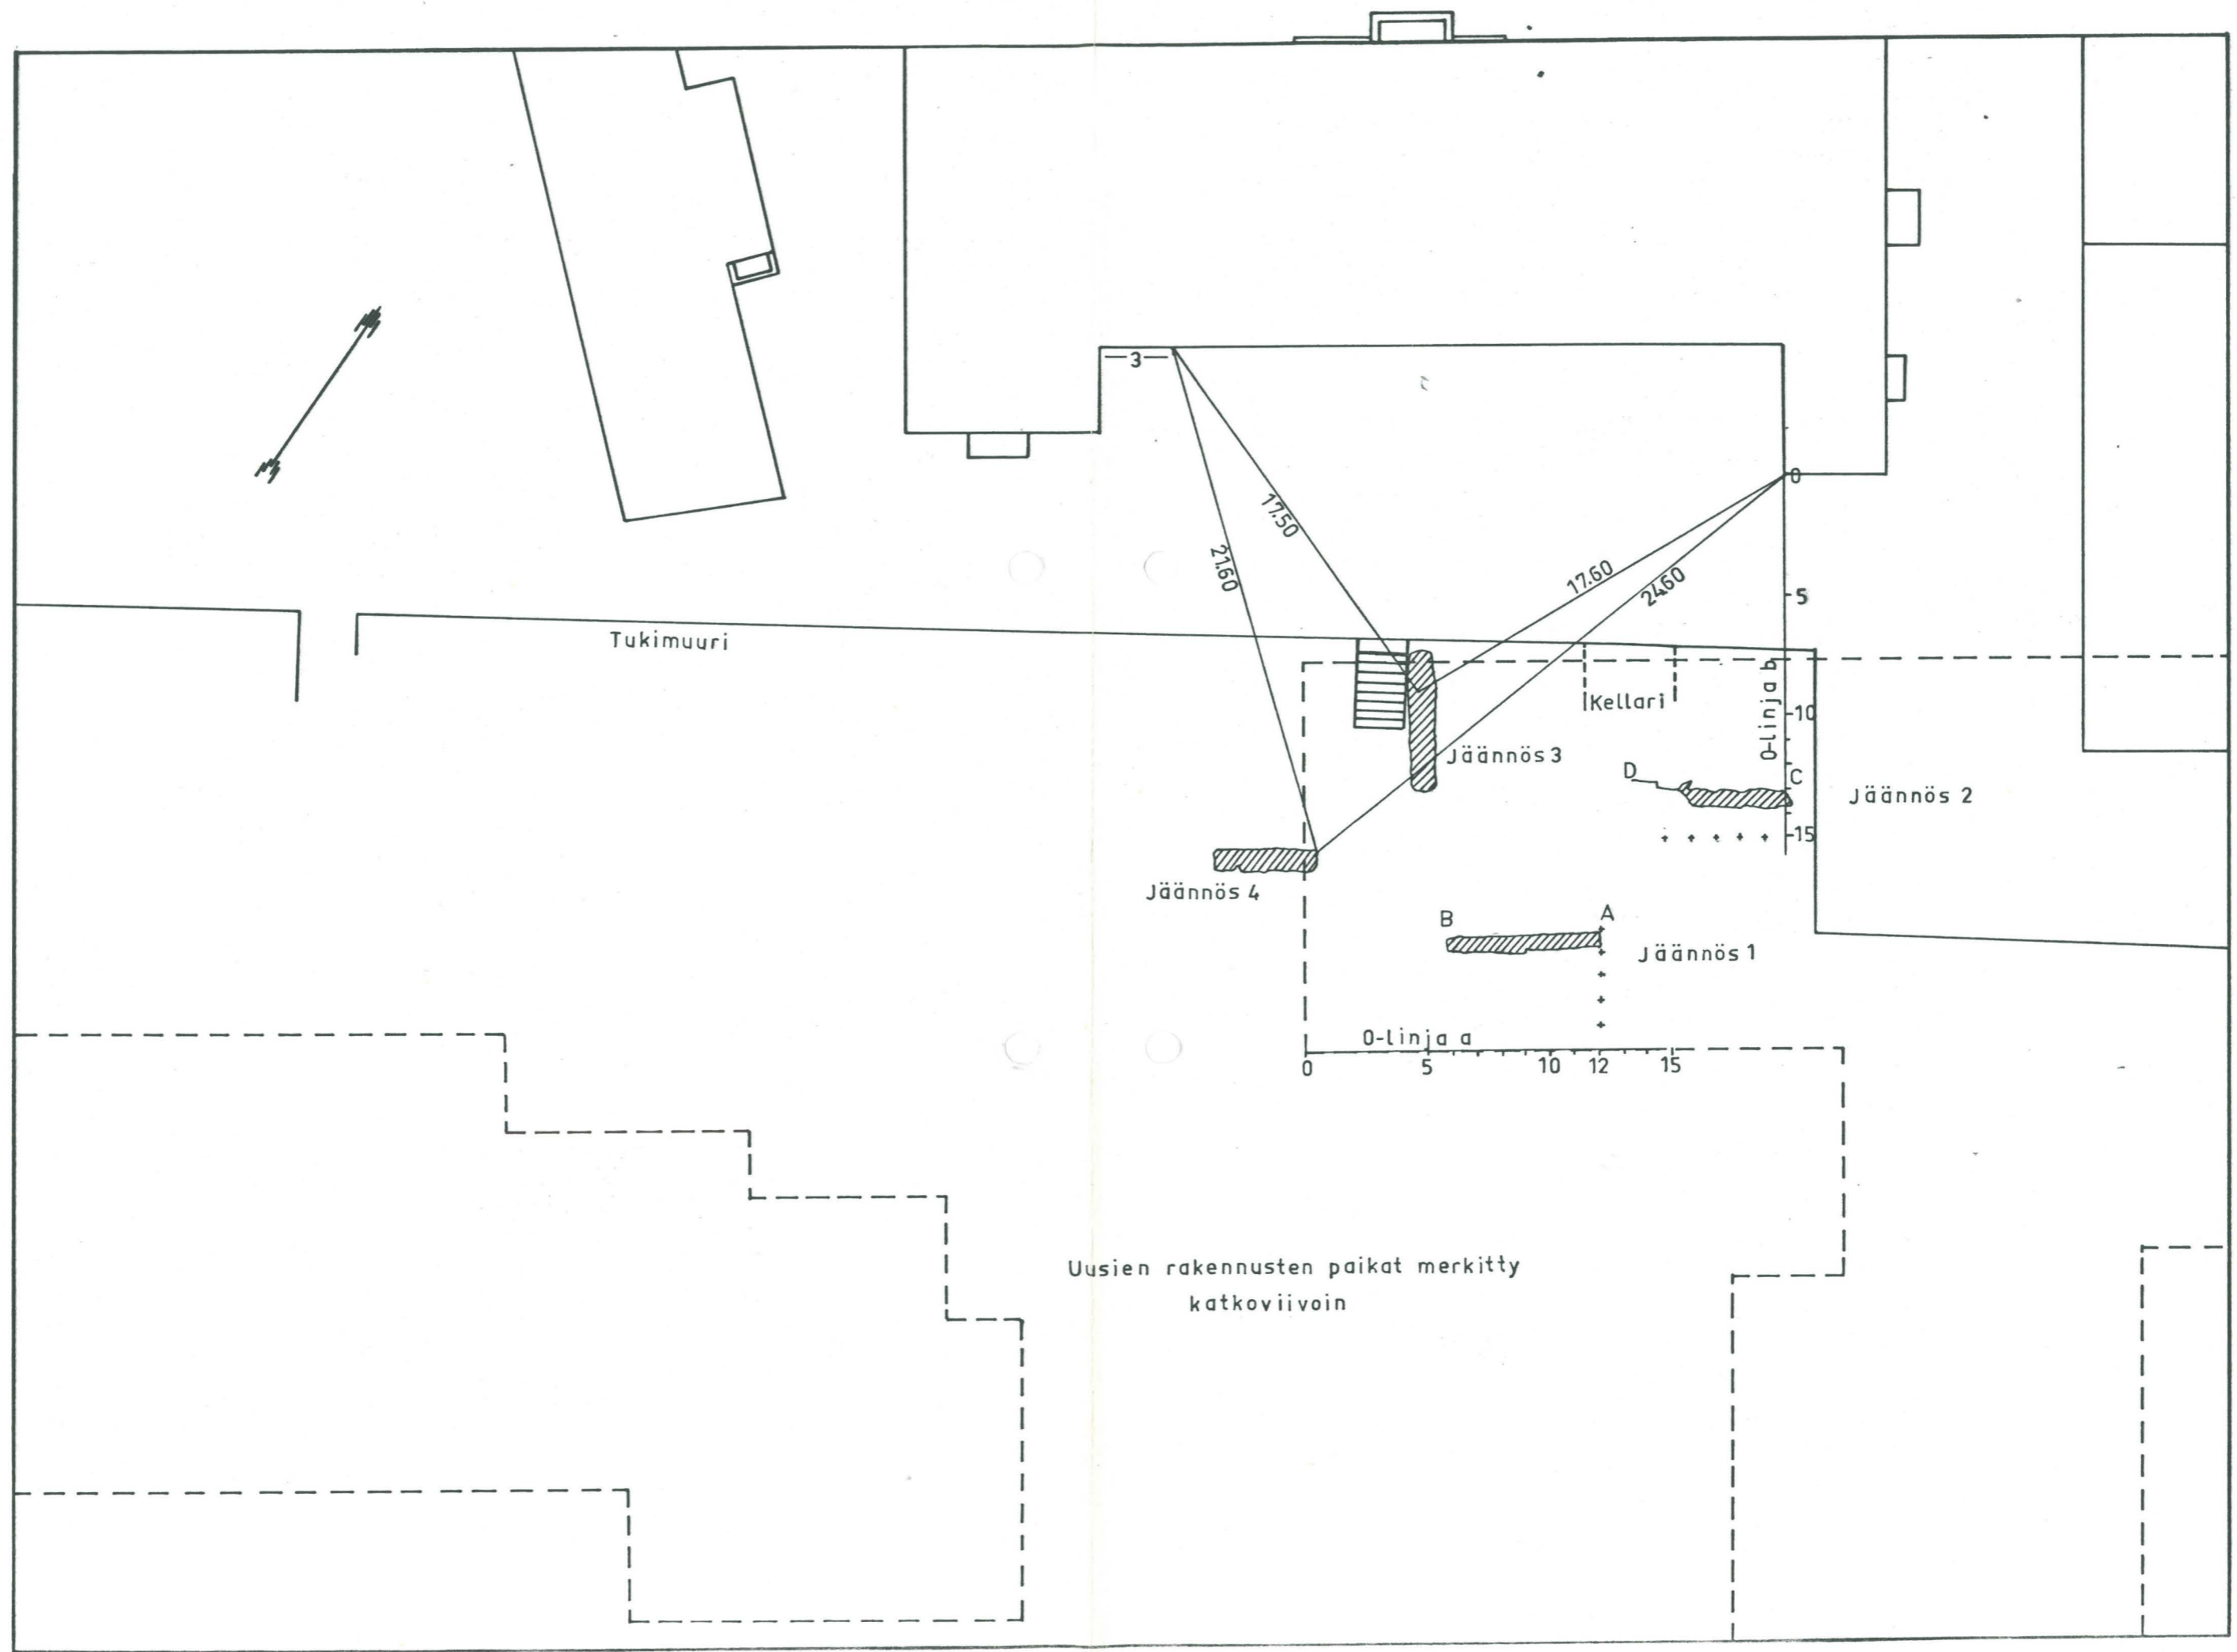 3
0
17.50
21.60
17.60
24.60
5
Tukimuuri
Kellari
0-linja b
10
Jäännös 3
D
C
Jäännös 2
15
Jäännös 4
B
A
Jäännös 1
0-linja a
0 5 10 12 15
Uusien rakennusten paikat merkitty
katkoviivoin